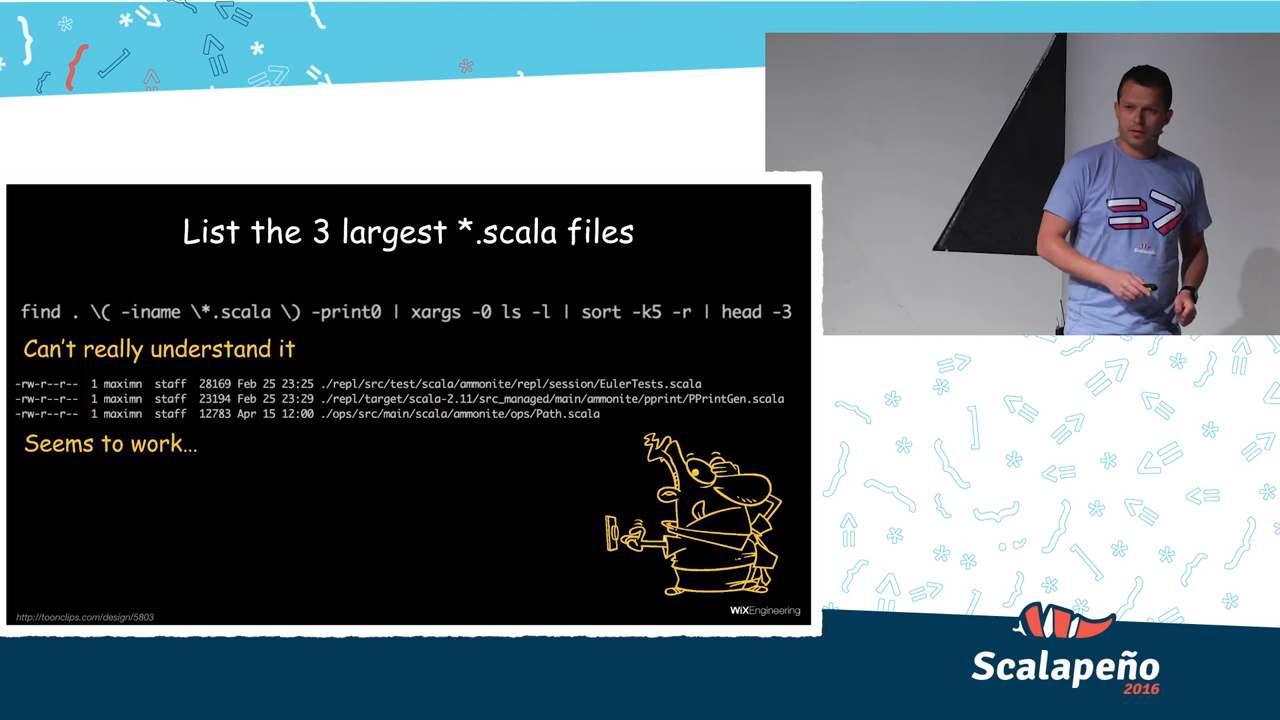 List the 3 largest *.scala files
find . \( -iname \*.scala \) -print0 | xargs -0 ls -l | sort -k5 -r | head -3
Can't really understand it
-rw-r--r-- 1 maximn staff 28169 Feb 25 23:25 ./repl/src/test/scala/ammonite/repl/session/EulerTests.scala
-rw-r--r-- 1 maximn staff 23194 Feb 25 23:29 ./repl/target/scala-2.11/src_managed/main/ammonite/pprint/PPrintGen.scala
-rw-r--r-- 1 maximn staff 12783 Apr 15 12:00 ./ops/src/main/scala/ammonite/ops/Path.scala
Seems to work...
http://toonclips.com/design/5803
WiXEngineering
=>
Scalapeño
2016